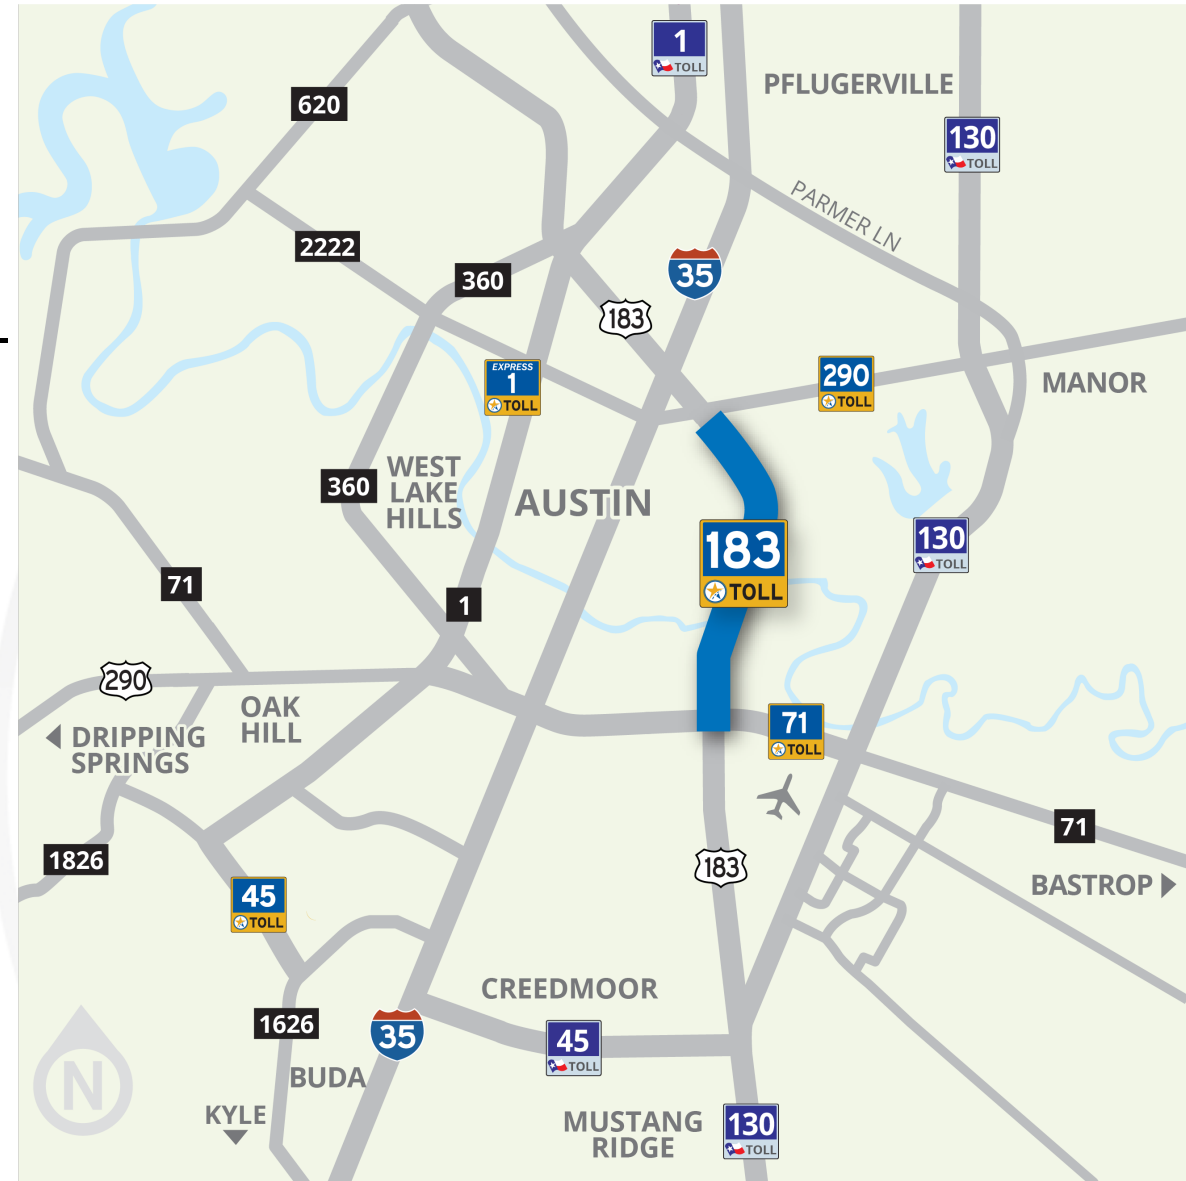 1
TOLL
PFLUGERVILLE
620
130
TOLL
PARMER LN
2222
360
35
183
EXPRESS
1
TOLL
290
TOLL
MANOR
360
WEST
LAKE
HILLS
AUSTIN
183
TOLL
130
TOLL
71
1
290
OAK
HILL
DRIPPING
SPRINGS
71
TOLL
71
1826
183
BASTROP
45
TOLL
CREEDMOOR
1626
35
45
TOLL
BUDA
N
KYLE
MUSTANG
RIDGE
130
TOLL